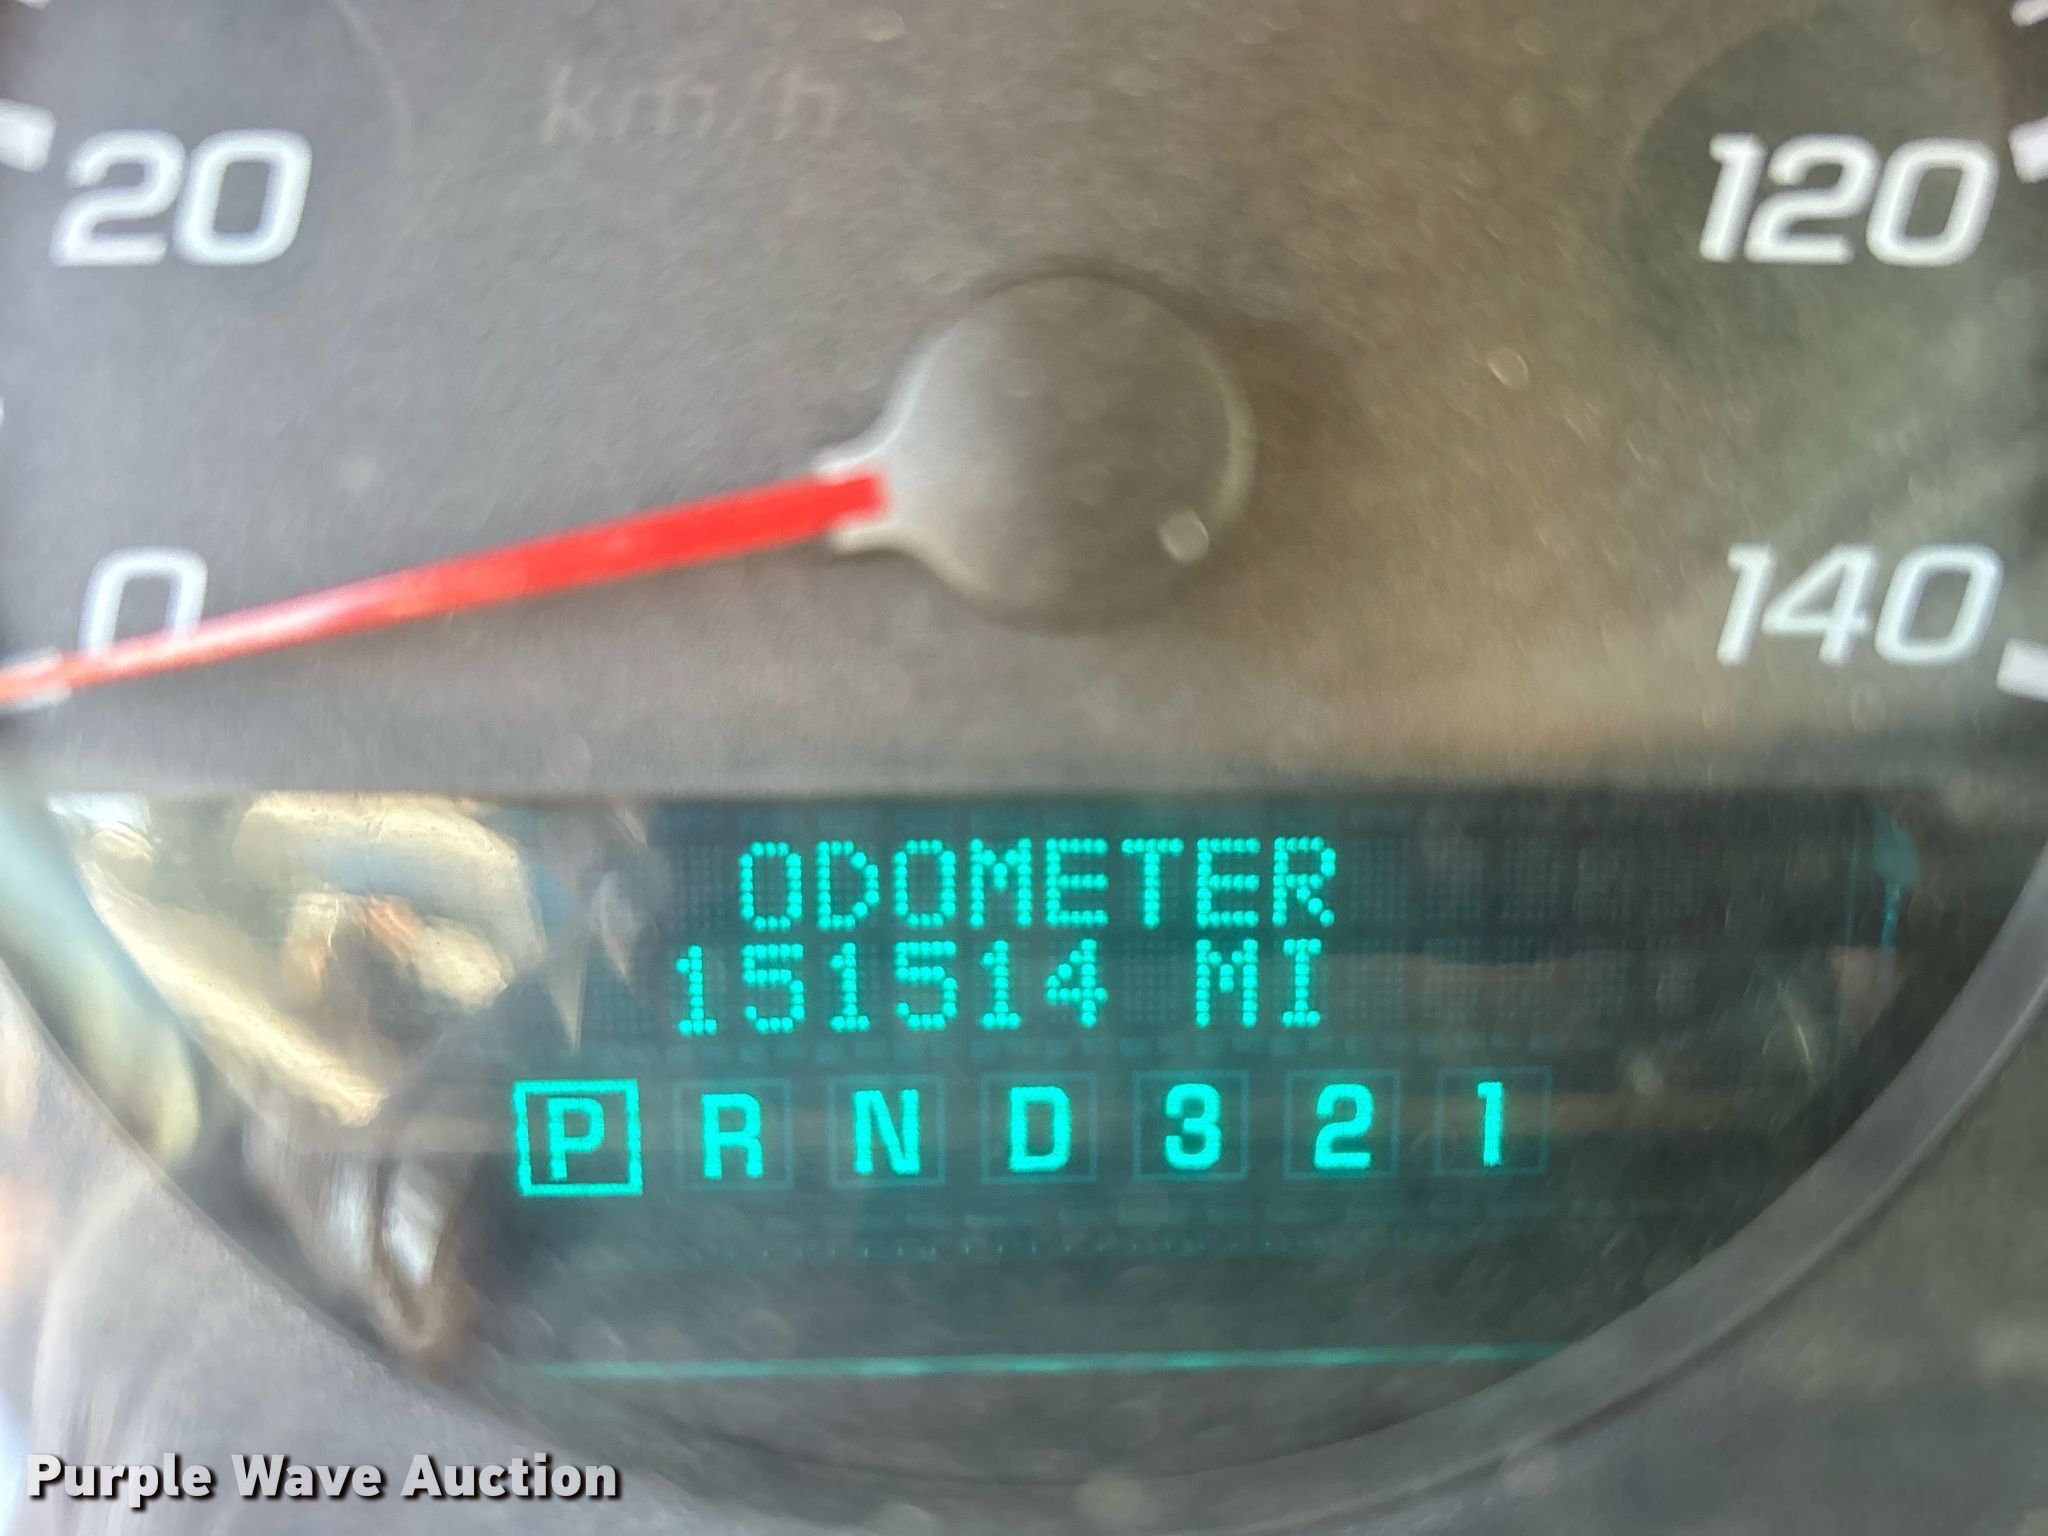 km/h
20
120
0
140
ODOMETER
151514 MI
P R N D 3 2 1
Purple Wave Auction